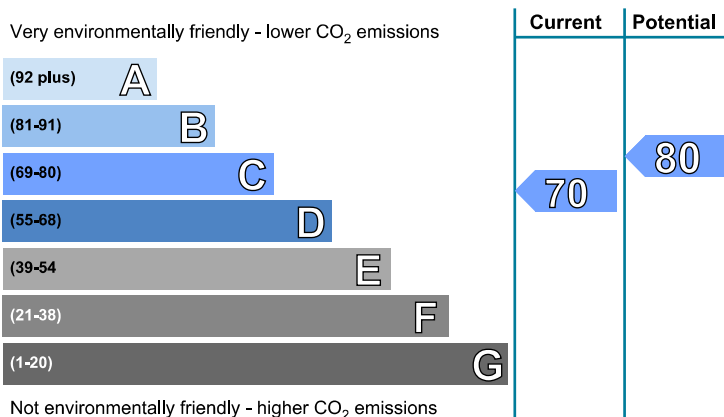 Current Potential
Very environmentally friendly - lower CO2 emissions
(92 plus) A
(81-91) B
80
(69-80) C
70
(55-68) D
(39-54 E
(21-38) F
(1-20) G
Not environmentally friendly - higher CO2 emissions